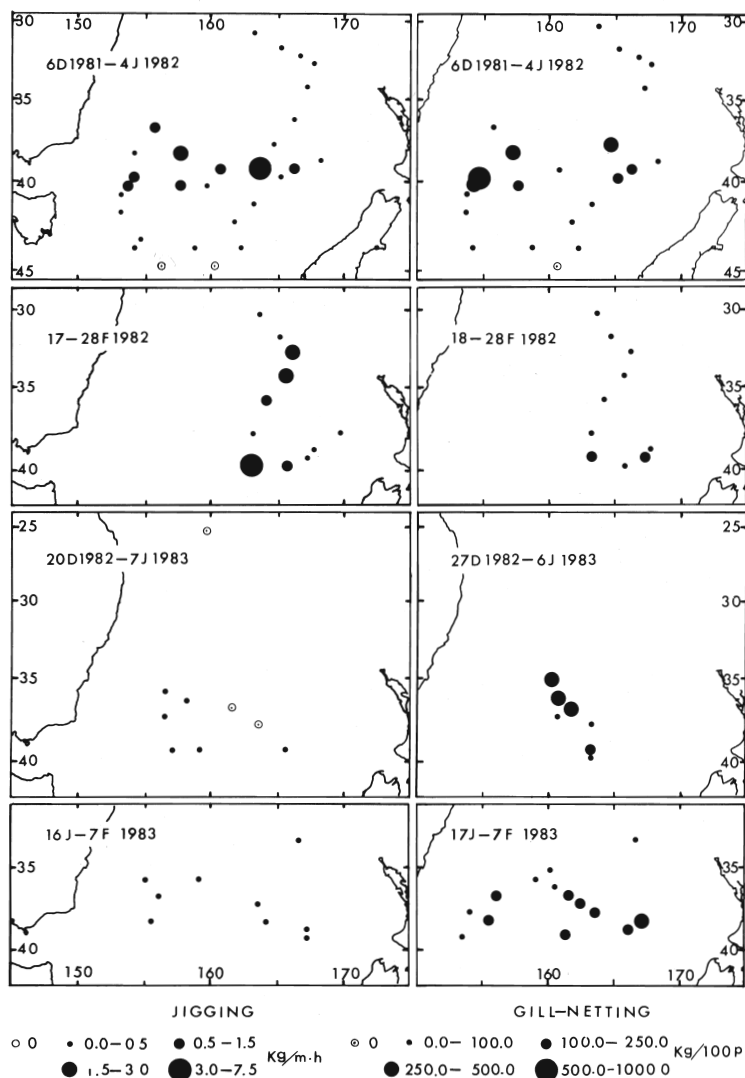 150 160 170
30
6D1981–4J1982
35
40
45
160 170
30
6D1981–4J1982
35
40
45
30
17–28F1982
35
40
30
18–28F 1982
35
40
25
20D1982–7J1983
30
35
40
25
27D1982–6J1983
30
35
40
16J–7F 1983
35
40
150 160 170
17J–7F 1983
35
40
160 170
JIGGING
GILL–NETTING
0 0.0–0.5 0.5–1.5
1.5–3 0 3.0–7.5
Kg/m·h
0 0.0–100.0 100.0–250.0
250.0–500.0 500.0–1000 0
Kg/100p